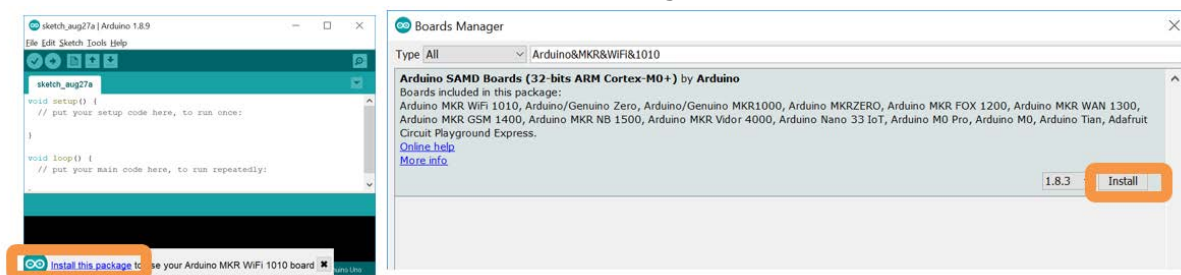 sketch_aug27a | Arduino 1.8.9
File Edit Sketch Tools Help
sketch_aug27a
void setup() {
// put your setup code here, to run once:
}
void loop() {
// put your main code here, to run repeatedly:
Install this package to use your Arduino MKR WiFi 1010 board
Uno
Boards Manager
Type All Arduino&MKR&WiFi&1010
Arduino SAMD Boards (32-bits ARM Cortex-M0+) by Arduino
Boards included in this package:
Arduino MKR WiFi 1010, Arduino/Genuino Zero, Arduino/Genuino MKR1000, Arduino MKRZERO, Arduino MKR FOX 1200, Arduino MKR WAN 1300,
Arduino MKR GSM 1400, Arduino MKR NB 1500, Arduino MKR Vidor 4000, Arduino Nano 33 IoT, Arduino M0 Pro, Arduino M0, Arduino Tian, Adafruit
Circuit Playground Express.
Online help
More info
1.8.3 Install